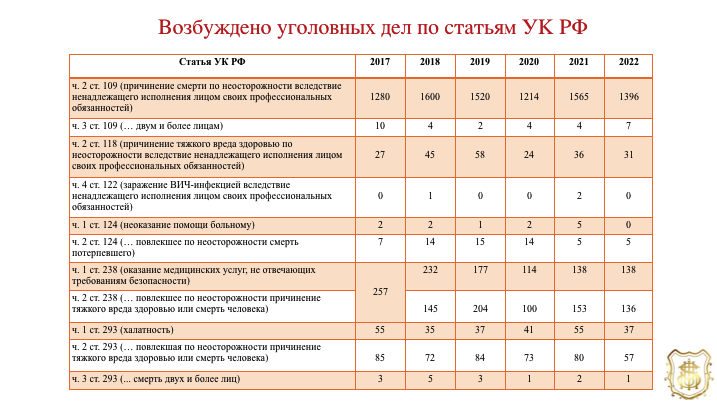 Возбуждено уголовных дел по статьям УК РФ
Статья УК РФ 2017 2018 2019 2020 2021 2022
ч. 2 ст. 109 (причинение смерти по неосторожности вследствие
ненадлежащего исполнения лицом своих профессиональных
обязанностей)
1280 1600 1520 1214 1565 1396
ч. 3 ст. 109 (… двум и более лицам) 10 4 2 4 4 7
ч. 2 ст. 118 (причинение тяжкого вреда здоровью по
неосторожности вследствие ненадлежащего исполнения лицом
своих профессиональных обязанностей)
27 45 58 24 36 31
ч. 4 ст. 122 (заражение ВИЧ-инфекцией вследствие
ненадлежащего исполнения лицом своих профессиональных
обязанностей)
0 1 0 0 2 0
ч. 1 ст. 124 (неоказание помощи больному) 2 2 1 2 5 0
ч. 2 ст. 124 (… повлекшее по неосторожности смерть
потерпевшего)
7 14 15 14 5 5
ч. 1 ст. 238 (оказание медицинских услуг, не отвечающих
требованиям безопасности)
257 232 177 114 138 138
ч. 2 ст. 238 (… повлекшее по неосторожности причинение
тяжкого вреда здоровью или смерть человека)
145 204 100 153 136
ч. 1 ст. 293 (халатность) 55 35 37 41 55 37
ч. 2 ст. 293 (… повлекшая по неосторожности причинение
тяжкого вреда здоровью или смерть человека)
85 72 84 73 80 57
ч. 3 ст. 293 (... смерть двух и более лиц) 3 5 3 1 2 1